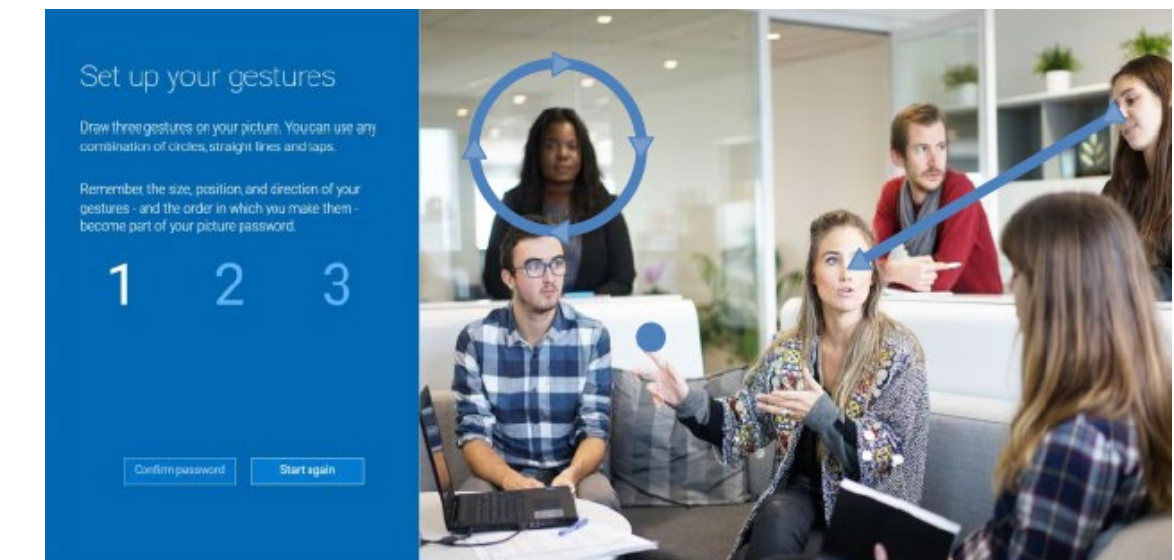 Set up your gestures
Draw three gestures on your picture. You can use any
combination of circles, straight lines and taps.
Remember, the size, position, and direction of your
gestures - and the order in which you make them -
become part of your picture password.
1 2 3
Confirm password Start again